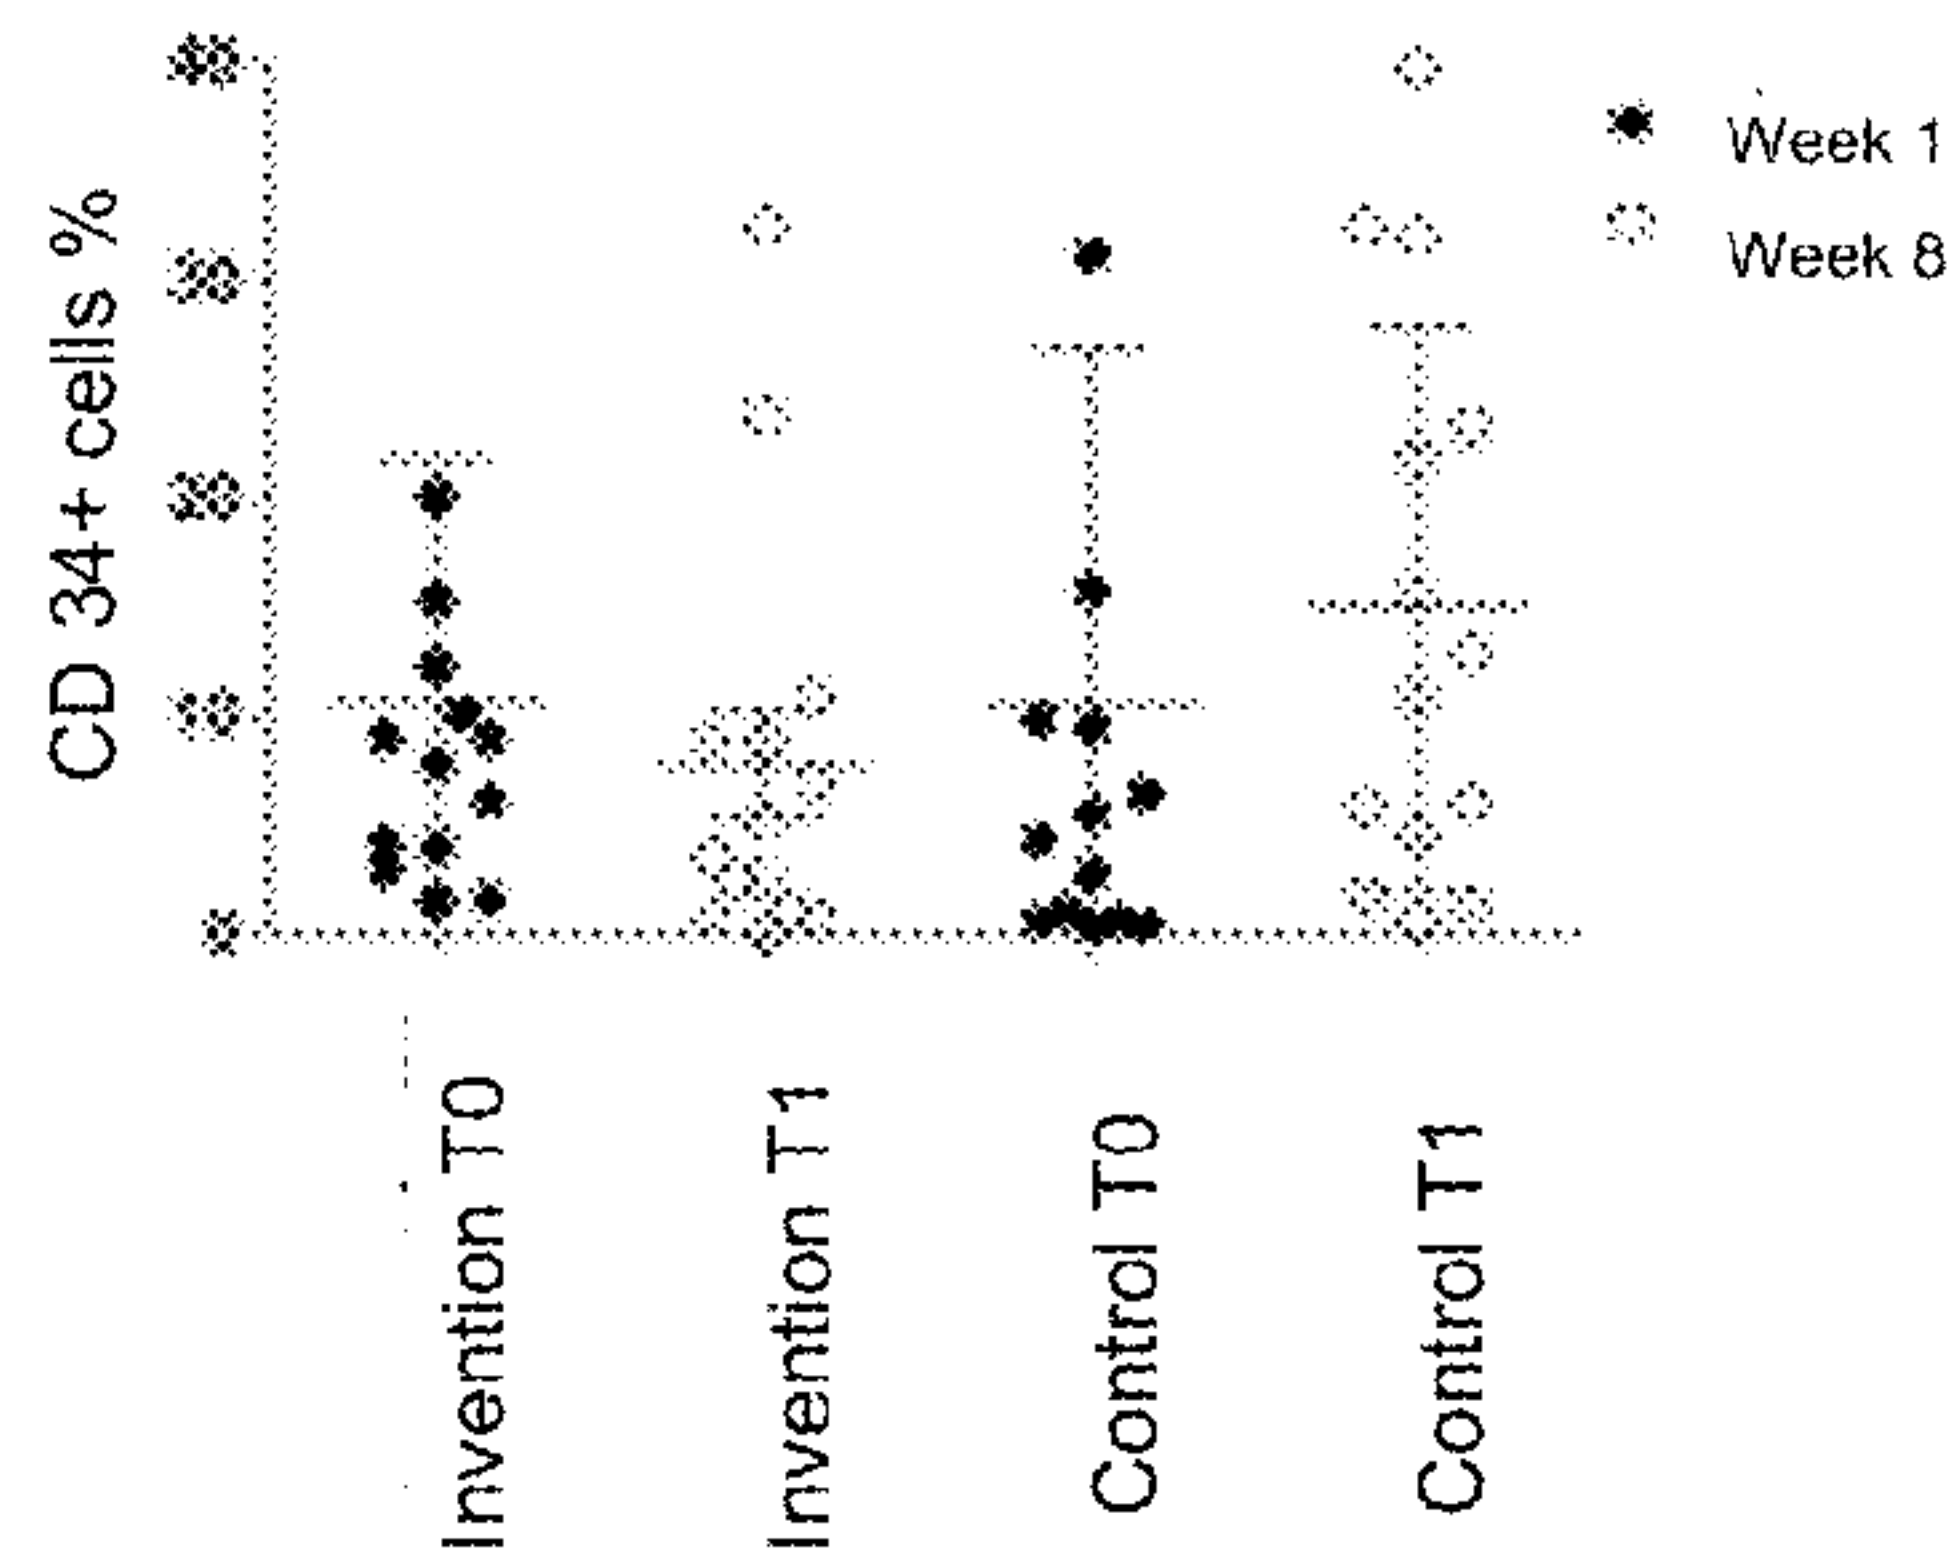 CD 34+ cells %
Week 1
Week 8
Invention T0
Invention T1
Control T0
Control T1